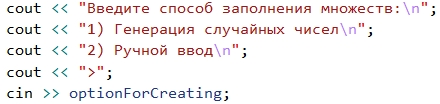 cout << "Введите способ заполнения множеств:\n";
cout << "1) Генерация случайных чисел\n";
cout << "2) Ручной ввод\n";
cout << ">";
cin >> optionForCreating;